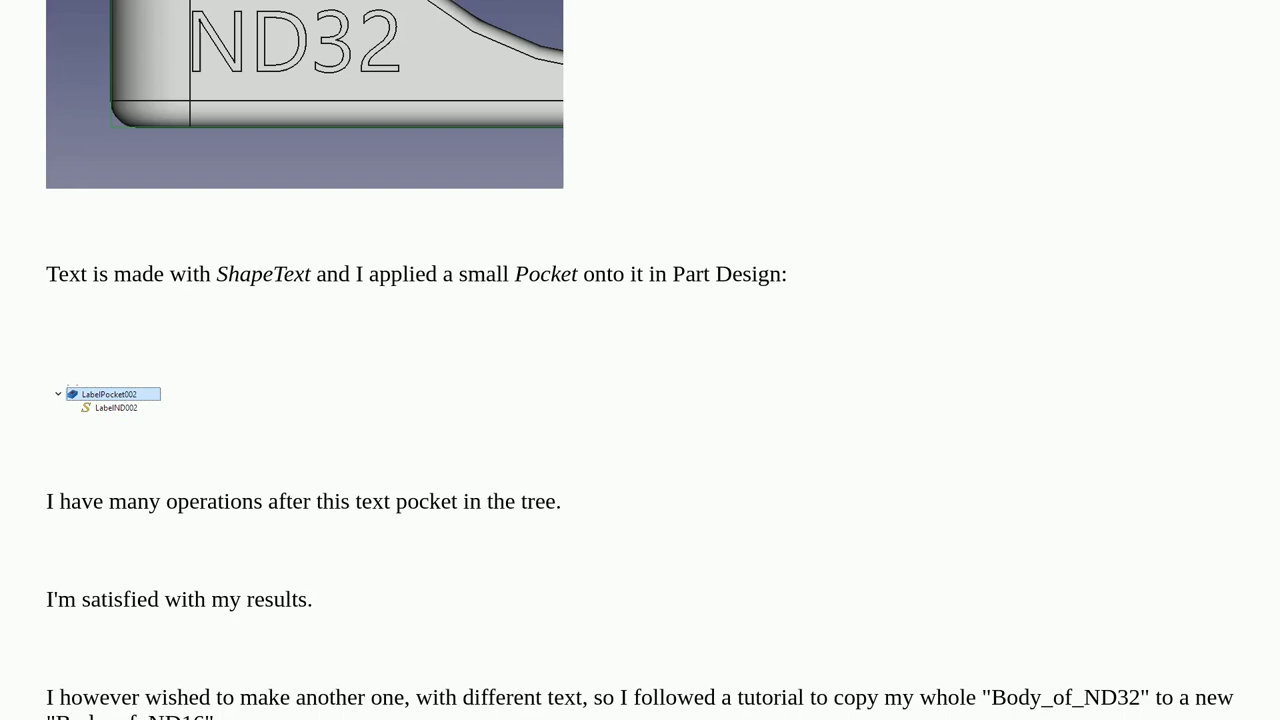 ND32
Text is made with ShapeText and I applied a small Pocket onto it in Part Design:
LabelPocket002
LabelND002
I have many operations after this text pocket in the tree.
I'm satisfied with my results.
I however wished to make another one, with different text, so I followed a tutorial to copy my whole "Body_of_ND32" to a new
"Body_of_ND16"